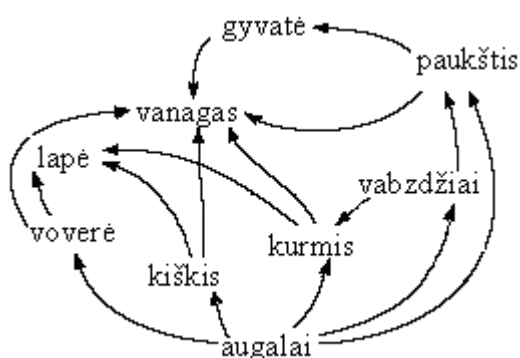 gyvatė
paukštis
vanagas
lapė
vabzdžiai
voverė
kurmis
kiškis
augalai